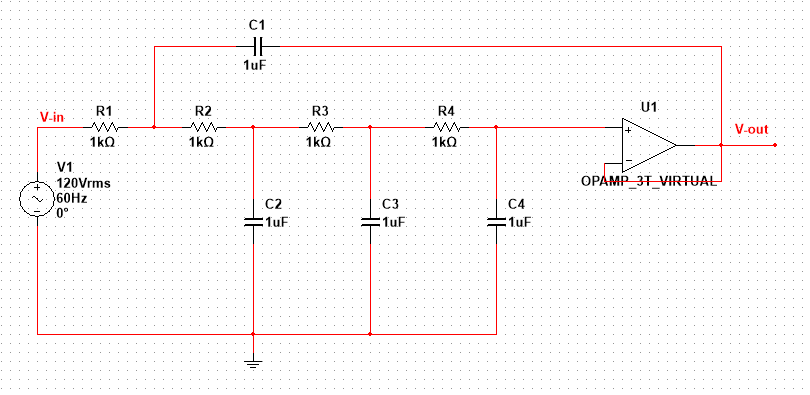 C1
1uF
V-in
R1
1kΩ
R2
1kΩ
R3
1kΩ
R4
1kΩ
U1
V-out
OPAMP_3T_VIRTUAL
V1
120Vrms
60Hz
0°
C2
1uF
C3
1uF
C4
1uF